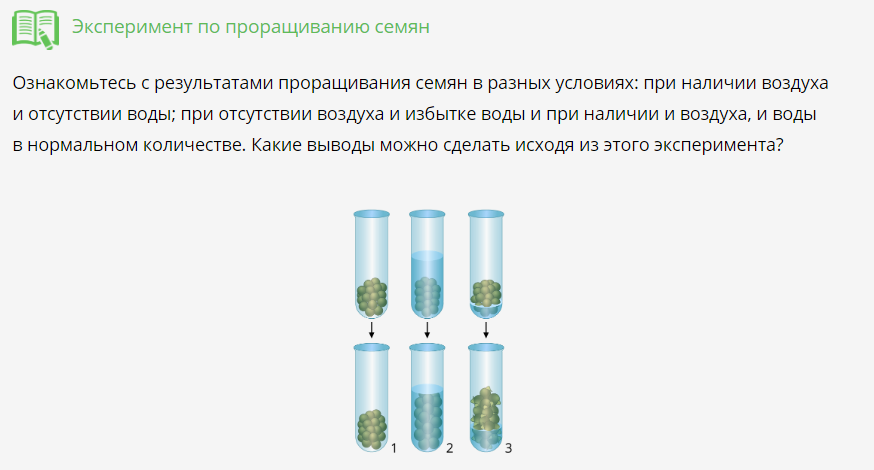 Эксперимент по проращиванию семян
Ознакомьтесь с результатами проращивания семян в разных условиях: при наличии воздуха
и отсутствии воды; при отсутствии воздуха и избытке воды и при наличии и воздуха, и воды
в нормальном количестве. Какие выводы можно сделать исходя из этого эксперимента?
1 2 3